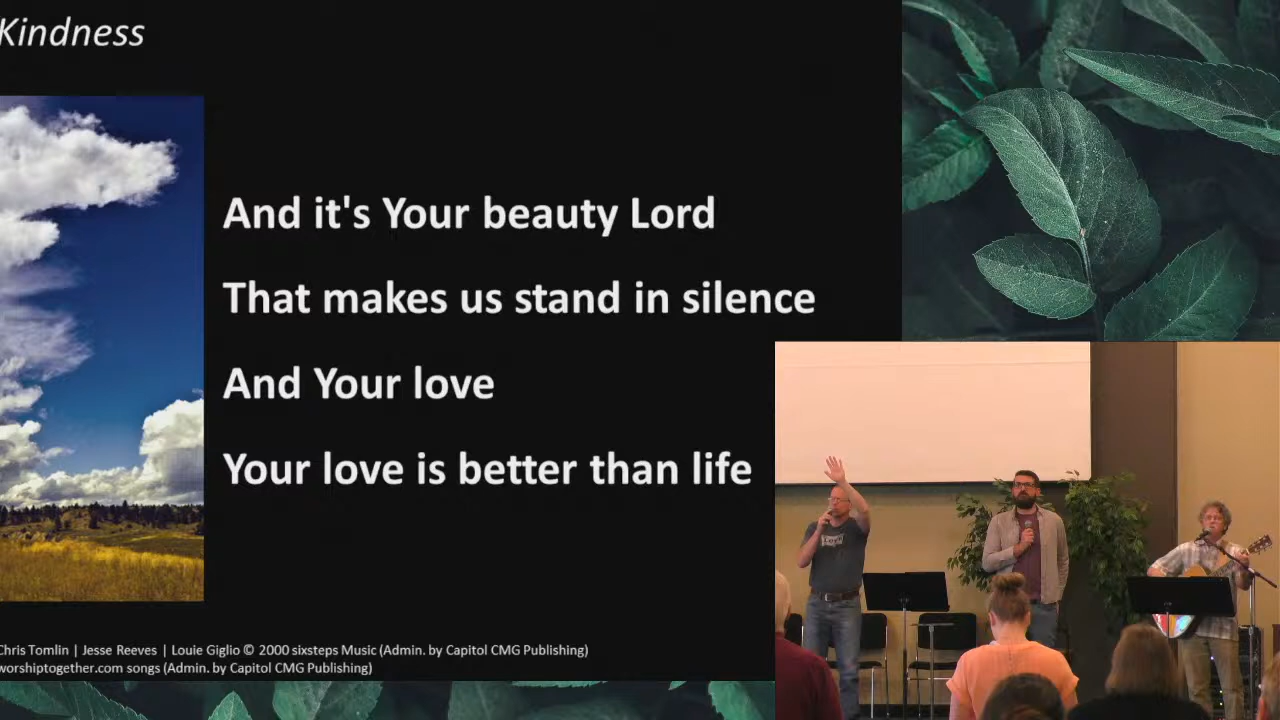 Kindness
And it's Your beauty Lord
That makes us stand in silence
And Your love
Your love is better than life
Chris Tomlin | Jesse Reeves | Louie Giglio © 2000 sixsteps Music (Admin. by Capitol CMG Publishing)
worshiptogether.com songs (Admin. by Capitol CMG Publishing)